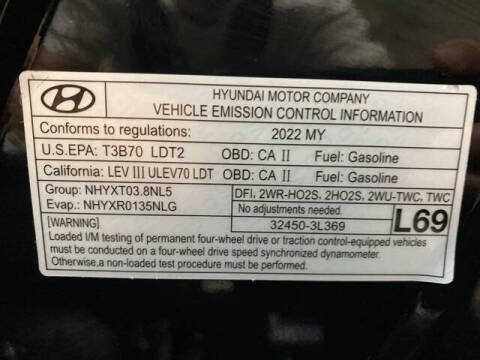 HYUNDAI MOTOR COMPANY
VEHICLE EMISSION CONTROL INFORMATION
Conforms to regulations: 2022 MY
U.S.EPA: T3B70 LDT2 OBD: CA II Fuel: Gasoline
California: LEV III ULEV70 LDT OBD: CA II Fuel: Gasoline
Group: NHYXT03.8NL5 DFI, 2WR-HO2S, 2HO2S, 2WU-TWC, TWC
Evap.: NHYXR0135NLG No adjustments needed. L69
[WARNING] 32450-3L369
Loaded I/M testing of permanent four-wheel drive or traction control-equipped vehicles
must be conducted on a four-wheel drive speed synchronized dynamometer.
Otherwise,a non-loaded test procedure must be performed.